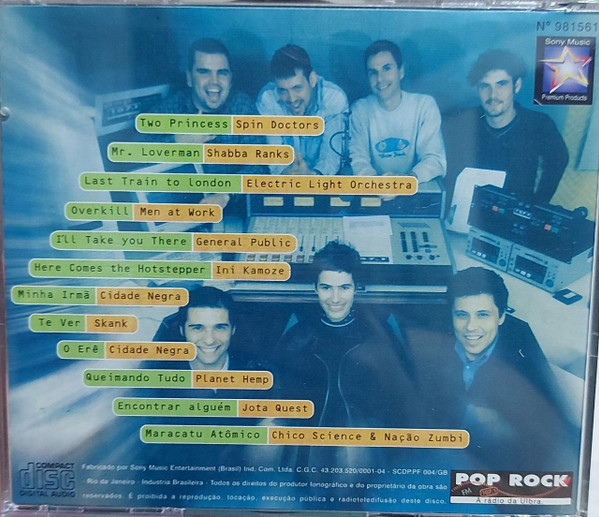 Nº 981561
Sony Music
Premium Products
Two Princess Spin Doctors
Mr. Loverman Shabba Ranks
Last Train to london Electric Light Orchestra
Overkill Men at Work
I'll Take you There General Public
Here Comes the Hotstepper Ini Kamoze
Minha Irmã Cidade Negra
Te Ver Skank
O Erê Cidade Negra
Queimando Tudo Planet Hemp
Encontrar alguém Jota Quest
Maracatu Atômico Chico Science & Nação Zumbi
COMPACT
disc
DIGITAL AUDIO
Fabricado por Sony Music Entertainment (Brasil) Ind. Com. Ltda. C.G.C. 43.203.520/0001-04 - SCDP.PF 004/GB
- Rio de Janeiro - Indústria Brasileira - Todos os direitos do produtor fonográfico e do proprietário da obra são
reservados. É proibida a reprodução, locação, execução pública e radioteledifusão deste disco.
POP ROCK
FM
A rádio da Ulbra.